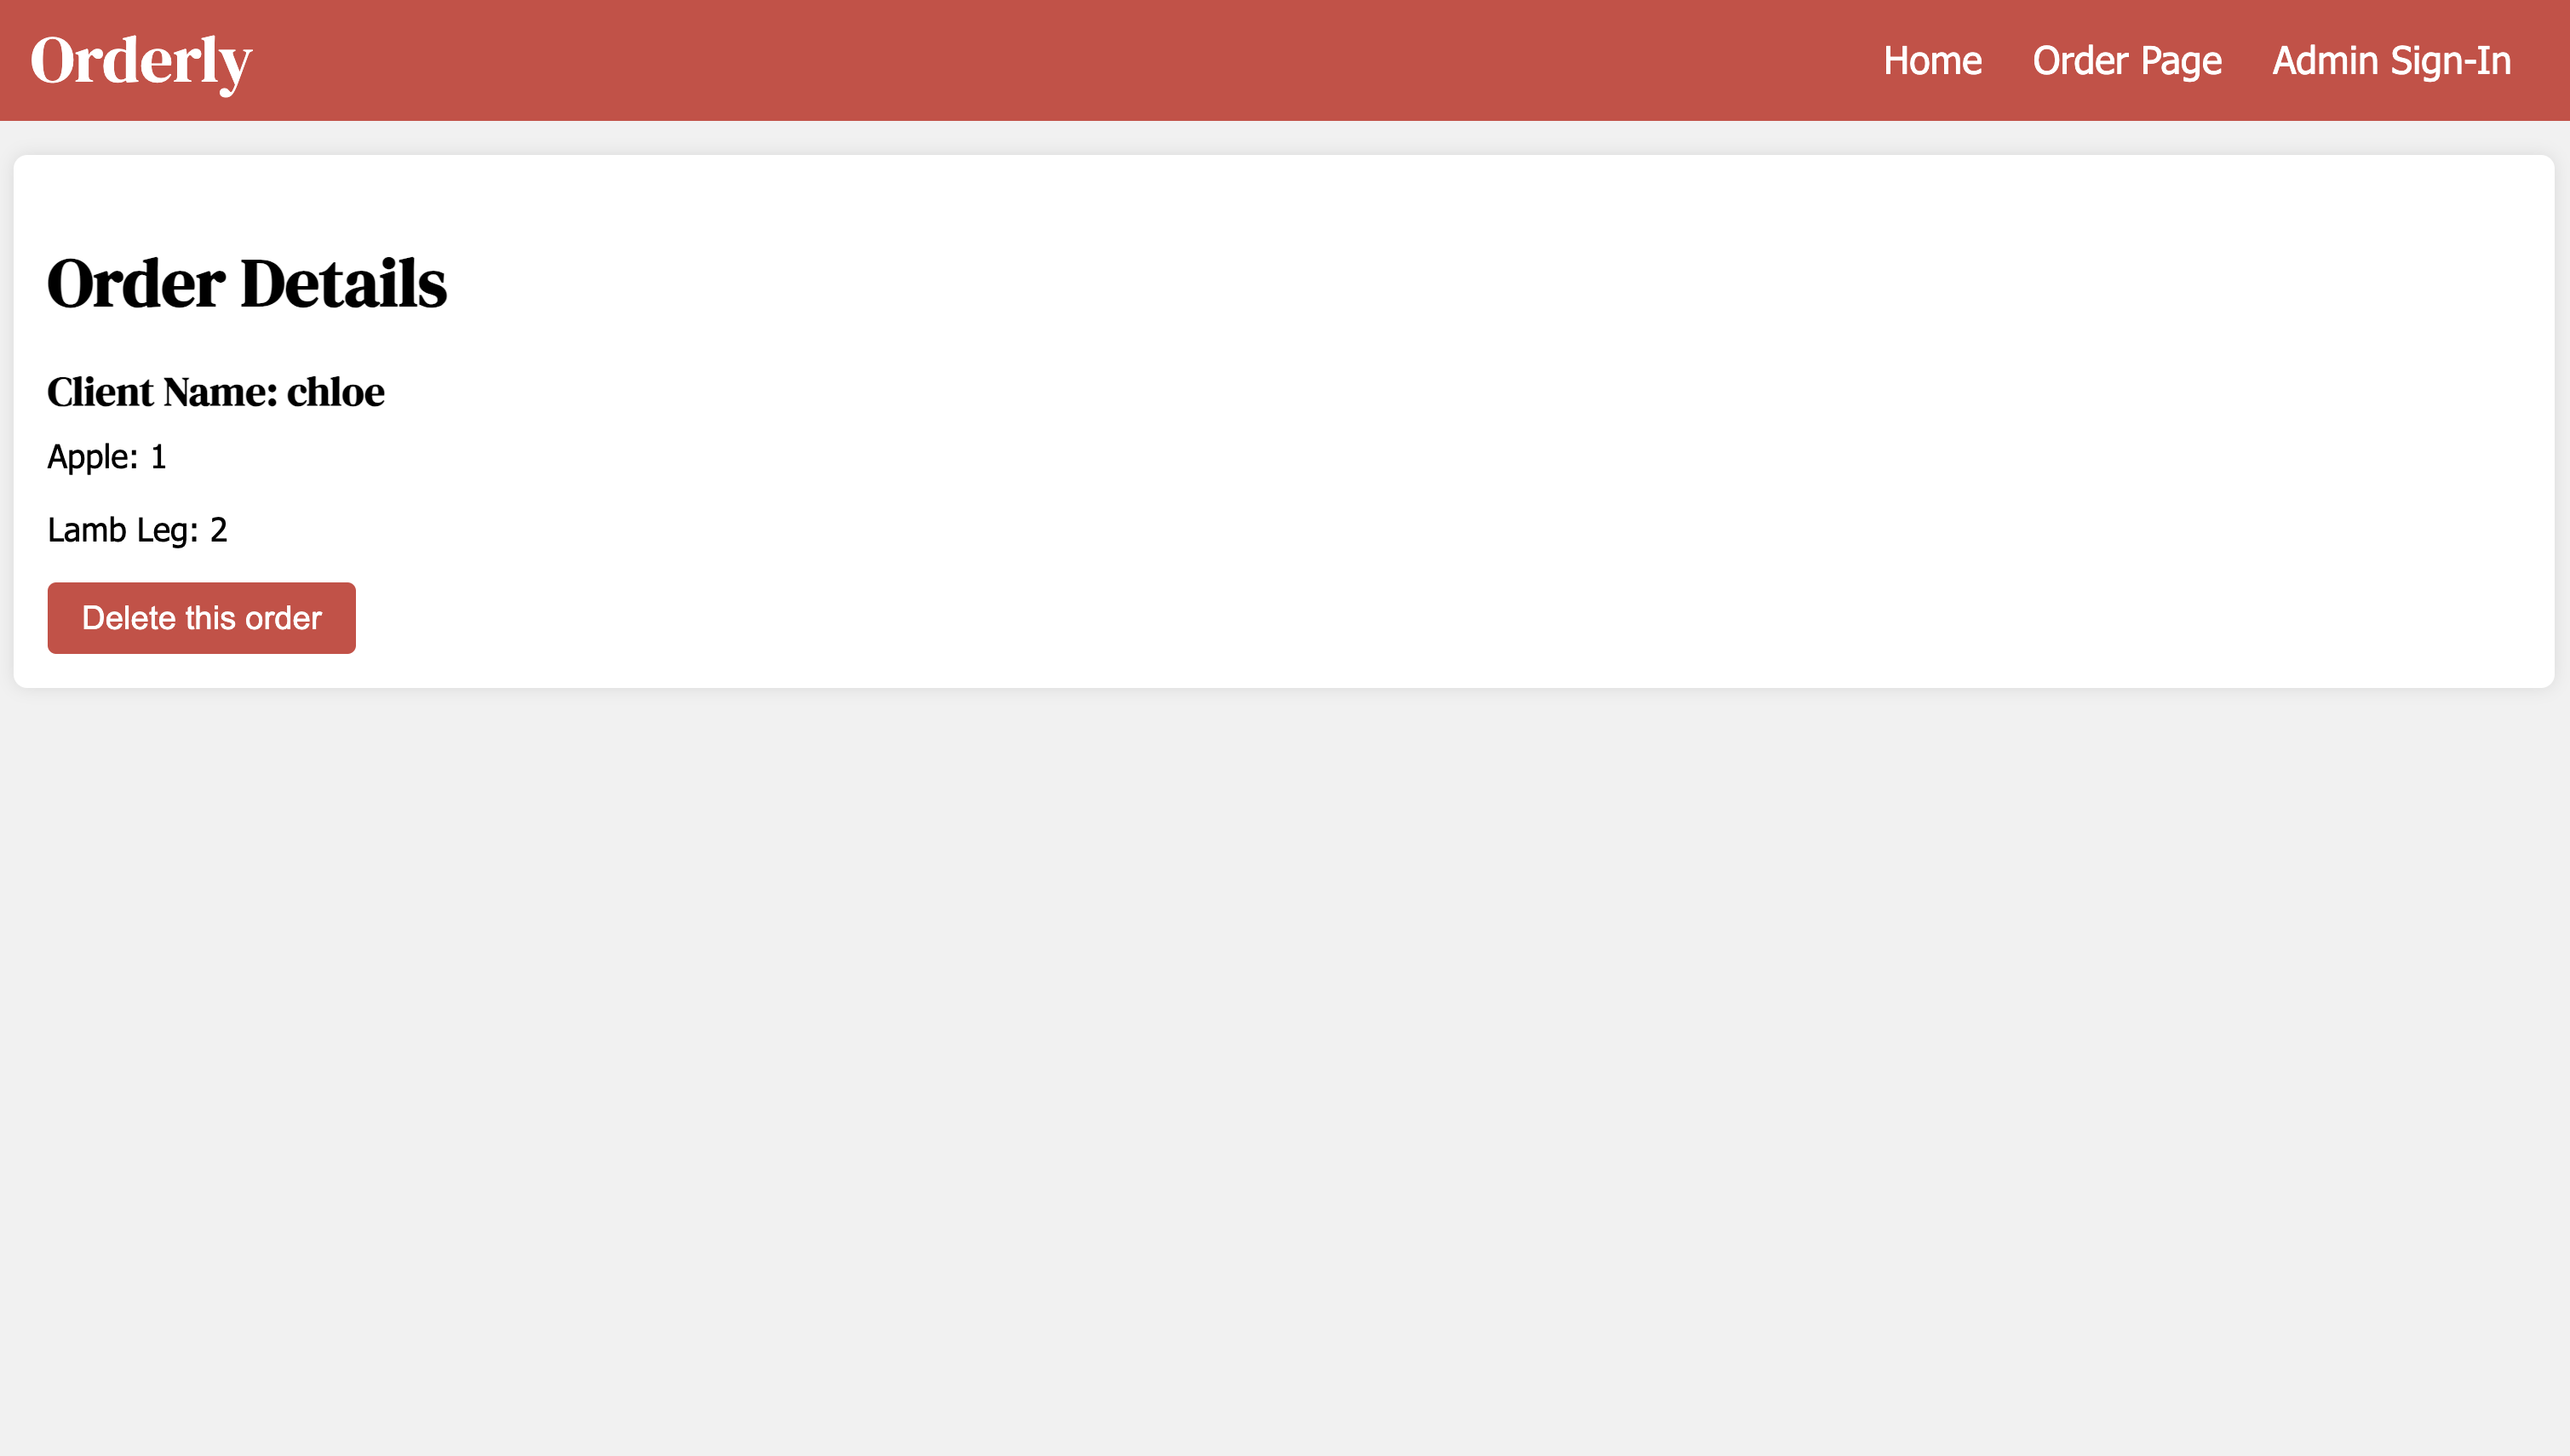 Orderly
Home Order Page Admin Sign-In
Order Details
Client Name: chloe
Apple: 1
Lamb Leg: 2
Delete this order